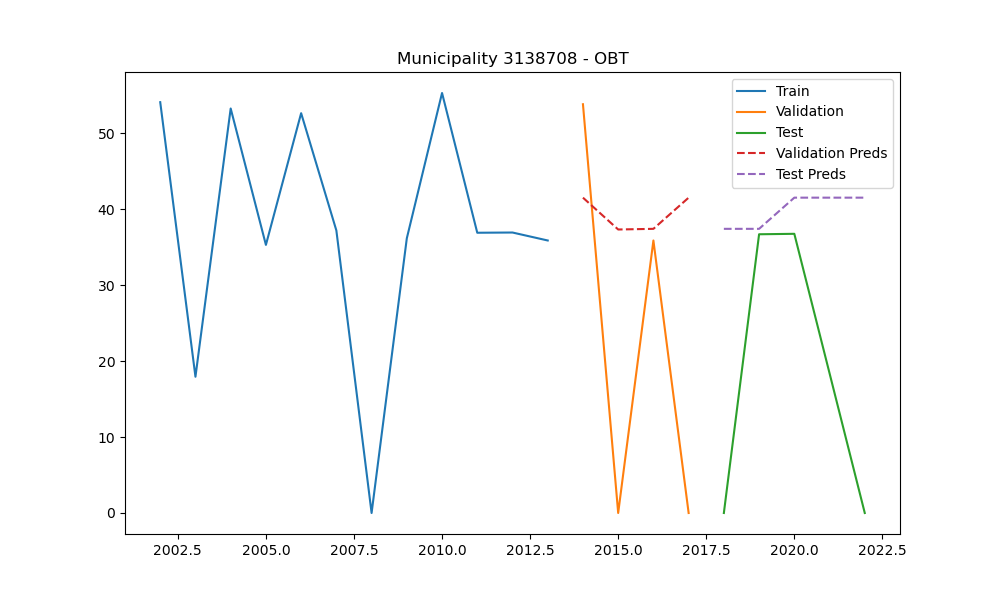 Municipality 3138708 - OBT
Train
Validation
Test
Validation Preds
Test Preds
50
40
30
20
10
0
2002.5 2005.0 2007.5 2010.0 2012.5 2015.0 2017.5 2020.0 2022.5